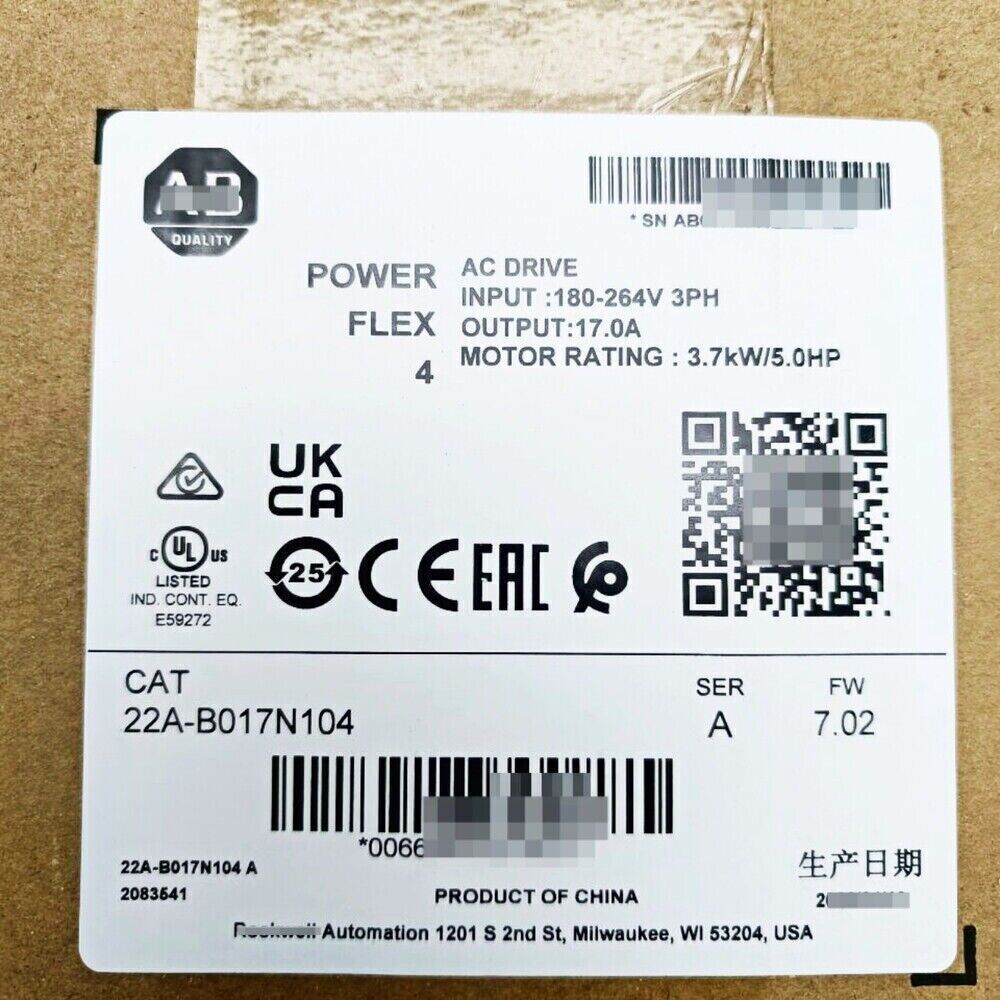 AB
QUALITY
* SN AB
POWER
FLEX
4
AC DRIVE
INPUT :180-264V 3PH
OUTPUT:17.0A
MOTOR RATING : 3.7kW/5.0HP
UK
CA
C UL US
LISTED
IND. CONT. EQ.
E59272
25
CE
EAC
CAT
22A-B017N104
SER
A
FW
7.02
*0066
22A-B017N104 A
2083541
PRODUCT OF CHINA
生产日期
Automation 1201 S 2nd St, Milwaukee, WI 53204, USA